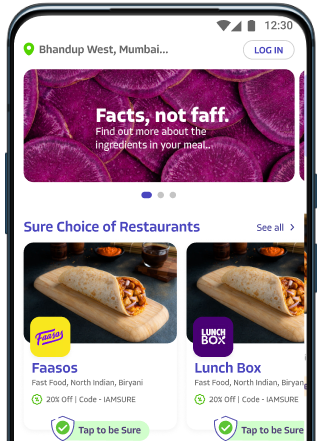 12:30
Bhandup West, Mumbai...
LOG IN
Facts, not faff.
Find out more about the
ingredients in your meal..
Sure Choice of Restaurants
See all >
Faasos
LUNCH
BOX
Faasos
Fast Food, North Indian, Biryani
20% Off | Code - IAMSURE
Tap to be Sure
Lunch Box
Fast Food, North Indian, Biryan
20% Off | Code - IAMSURE
Tap to be Sure